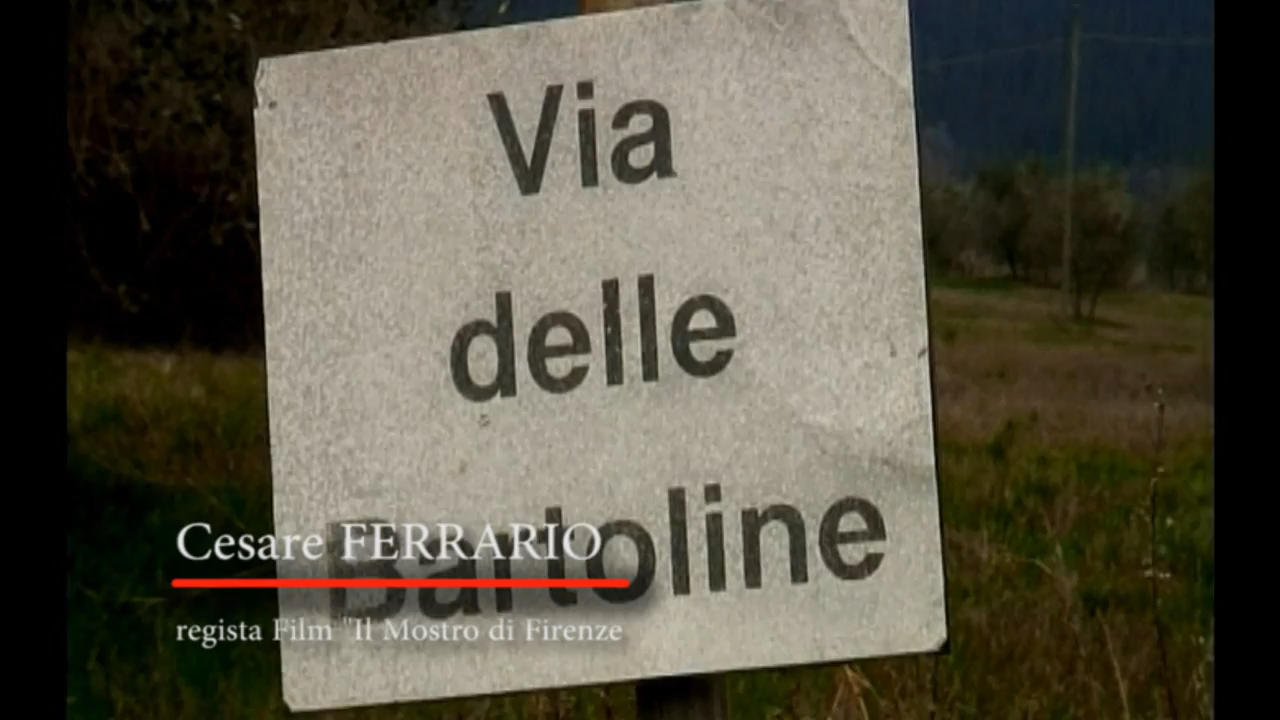 Via
delle
Bartoline
Cesare FERRARIO
regista Film "Il Mostro di Firenze